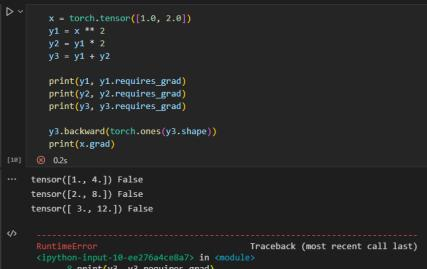 x = torch.tensor([1.0, 2.0])
y1 = x ** 2
y2 = y1 * 2
y3 = y1 + y2
print(y1, y1.requires_grad)
print(y2, y2.requires_grad)
print(y3, y3.requires_grad)
y3.backward(torch.ones(y3.shape))
print(x.grad)
[10] 0.2s
... tensor([1., 4.]) False
tensor([2., 8.]) False
tensor([ 3., 12.]) False
</> ---------------------------------------------------------------------------
RuntimeError Traceback (most recent call last)
<ipython-input-10-ee276a4ce8a7> in <module>
8 print(y3, y3.requires_grad)